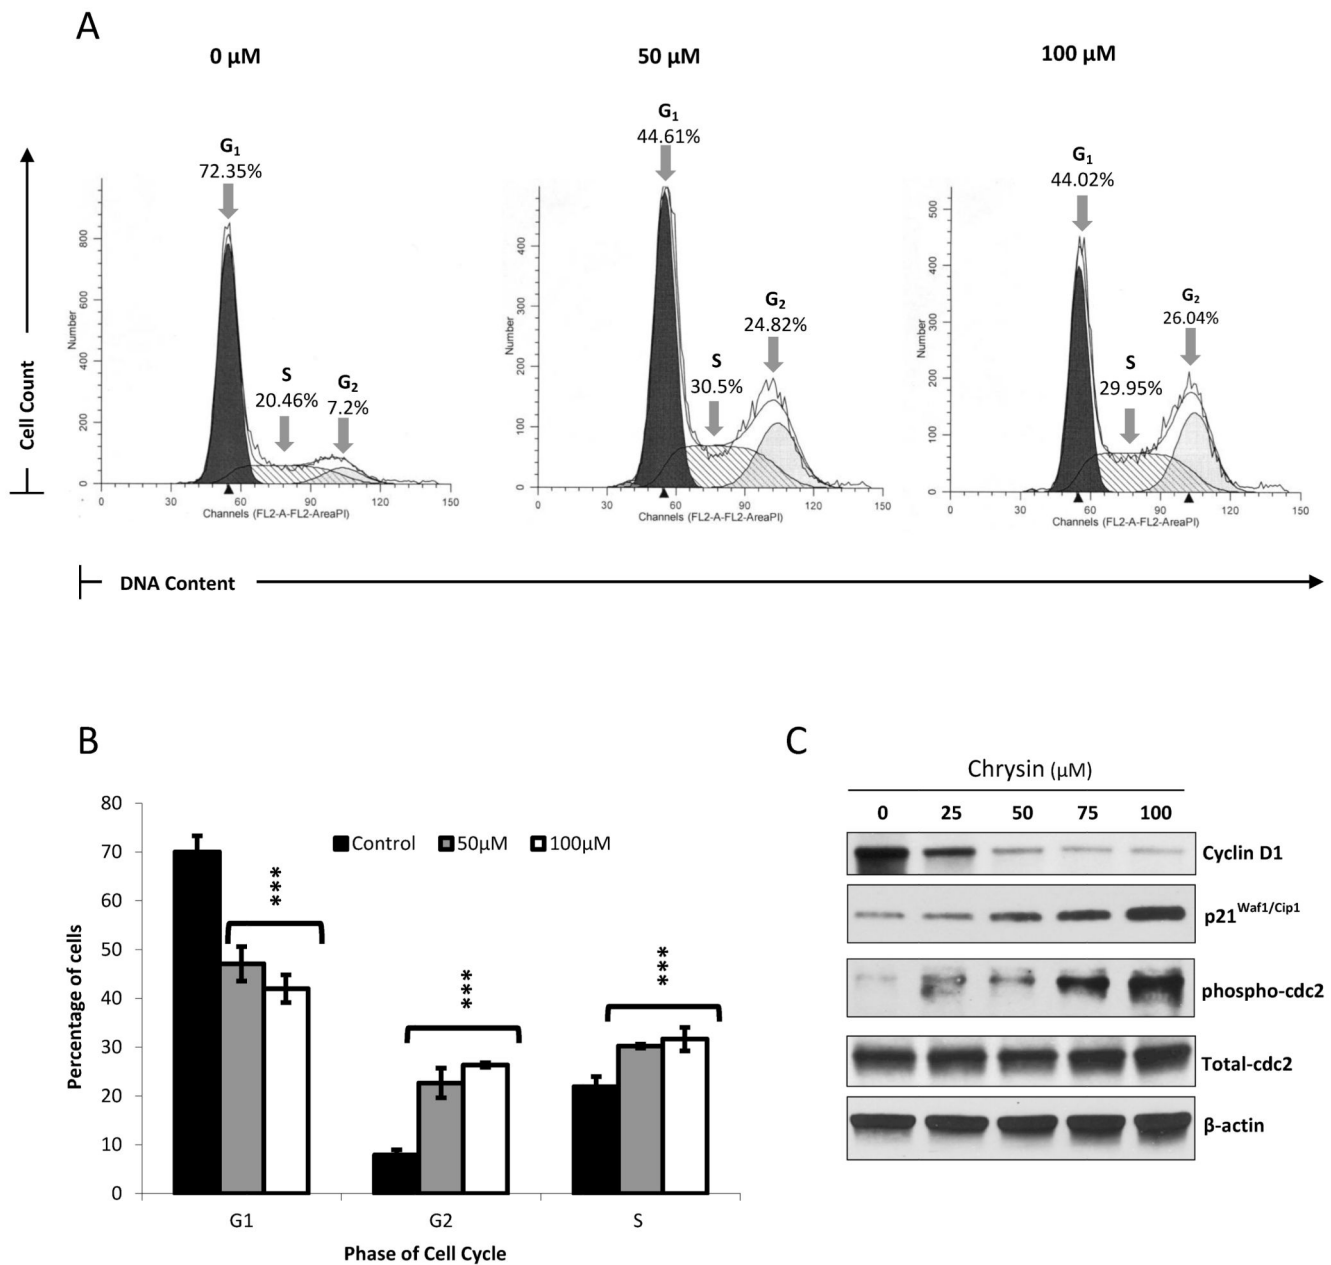 A
0 μM
50 μM
100 μM
G1
72.35%
S
20.46%
G2
7.2%
Number
0
200
400
600
800
0
30
60
90
120
150
Channels (FL2-A-FL2-AreaPI)
G1
44.61%
S
30.5%
G2
24.82%
Number
0
100
200
300
400
0
30
60
90
120
150
Channels (FL2-A-FL2-AreaPI)
G1
44.02%
S
29.95%
G2
26.04%
Number
0
100
200
300
400
500
0
30
60
90
120
150
Channels (FL2-A-FL2-AreaPI)
Cell Count
DNA Content
B
Percentage of cells
80
70
60
50
40
30
20
10
0
Control
50μM
100μM
***
***
***
G1
G2
S
Phase of Cell Cycle
C
Chrysin (μM)
0 25 50 75 100
Cyclin D1
p21Waf1/Cip1
phospho-cdc2
Total-cdc2
β-actin